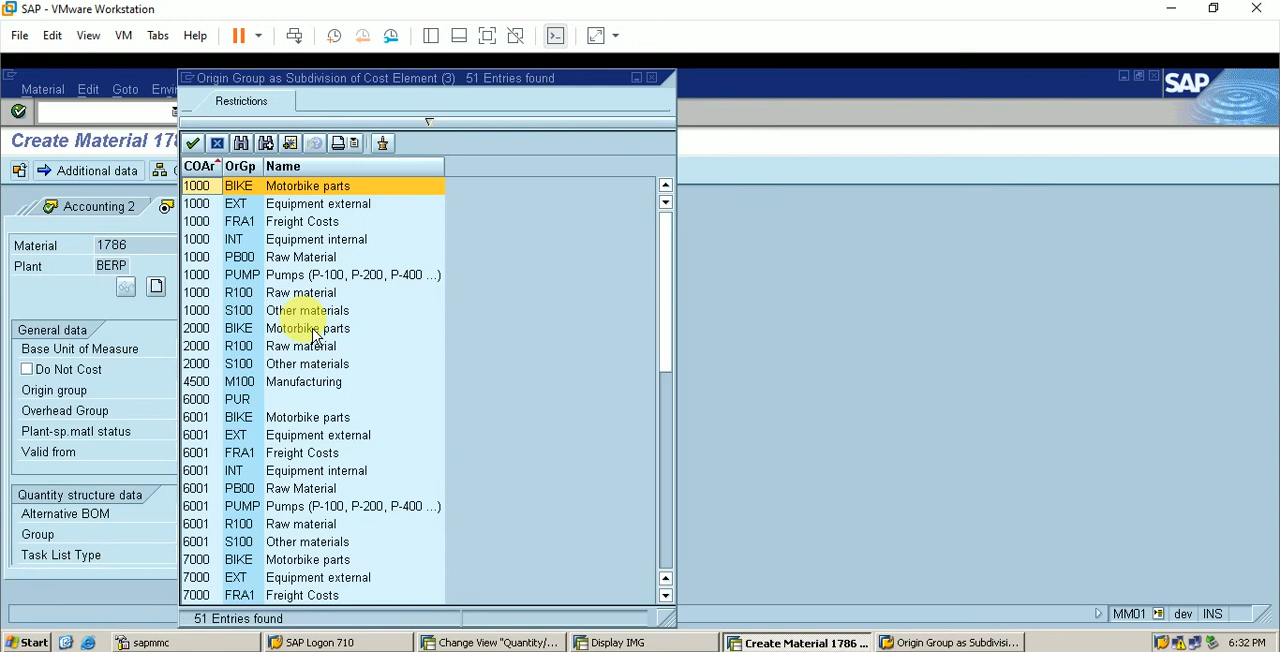 SAP - VMware Workstation
File Edit View VM Tabs Help
Origin Group as Subdivision of Cost Element (3) 51 Entries found
Material Edit Goto
Restrictions
SAP
Create Material
Additional data
COAr OrGp Name
1000 BIKE Motorbike parts
1000 EXT Equipment external
Accounting 2
1000 FRA1 Freight Costs
1000 INT Equipment internal
Material 1786
1000 PB00 Raw Material
Plant BERP
1000 PUMP Pumps (P-100, P-200, P-400 ...)
1000 R100 Raw material
1000 S100 Other materials
General data
2000 BIKE Motorbike parts
Base Unit of Measure
2000 R100 Raw material
Do Not Cost
2000 S100 Other materials
4500 M100 Manufacturing
Origin group
6000 PUR
Overhead Group
6001 BIKE Motorbike parts
Plant-sp.matl status
6001 EXT Equipment external
Valid from
6001 FRA1 Freight Costs
6001 INT Equipment internal
Quantity structure data
6001 PB00 Raw Material
Alternative BOM
6001 PUMP Pumps (P-100, P-200, P-400 ...)
6001 R100 Raw material
Group
6001 S100 Other materials
Task List Type
7000 BIKE Motorbike parts
7000 EXT Equipment external
7000 FRA1 Freight Costs
51 Entries found
MM01 dev INS
Start sapmmc SAP Logon 710 Change View "Quantity/... Display IMG Create Material 1786 ... Origin Group as Subdivisi... 6:32 PM